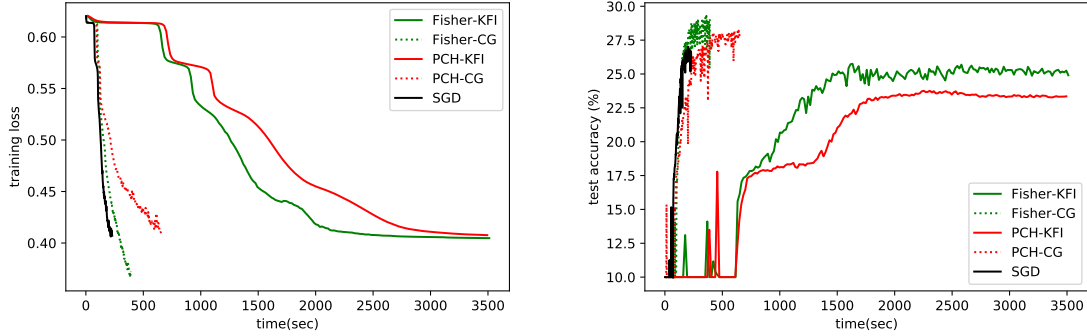 0.60
0.55
0.50
0.45
0.40
training loss
0
500
1000
1500
2000
2500
3000
3500
time(sec)
Fisher-KFI
Fisher-CG
PCH-KFI
PCH-CG
SGD
30.0
27.5
25.0
22.5
20.0
17.5
15.0
12.5
10.0
test accuracy (%)
0
500
1000
1500
2000
2500
3000
3500
time(sec)
Fisher-KFI
Fisher-CG
PCH-KFI
PCH-CG
SGD